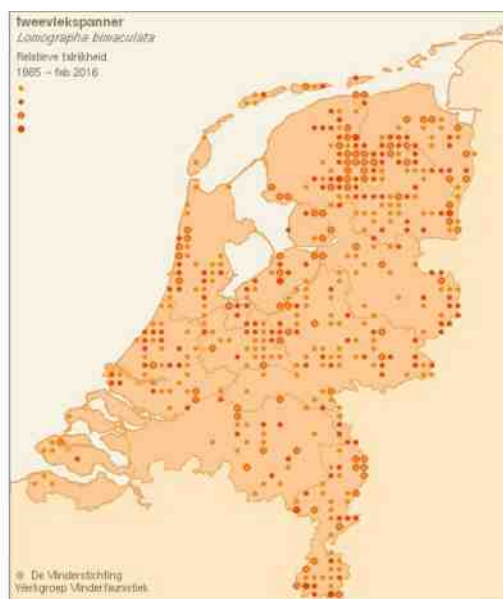 tweevlekspanner
Lomographa bimaculata
Relatieve talrijkheid
1985 – feb 2016
© De Vlinderstichting
Werkgroep Vlinderfaunistiek